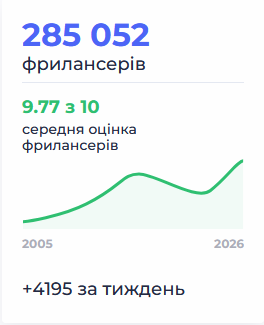 285 052
фрилансерів
9.77 з 10
середня оцінка
фрилансерів
2005 2026
+4195 за тиждень